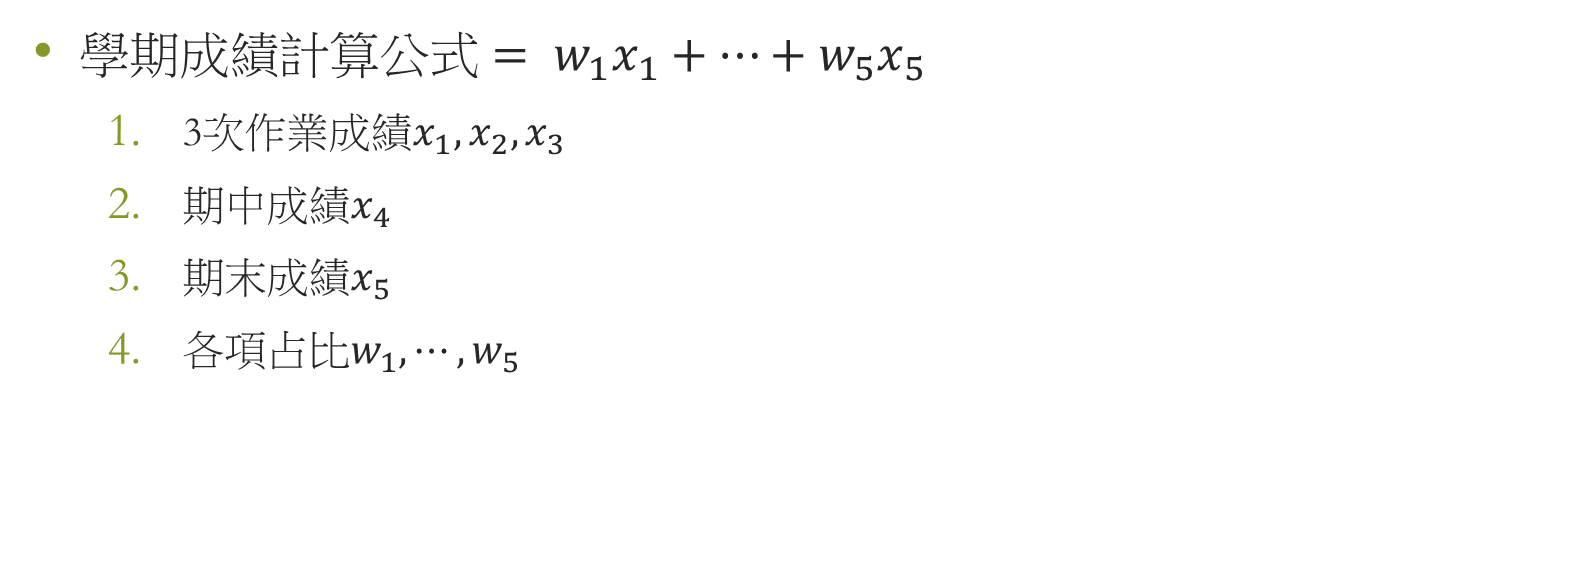 • 學期成績計算公式 = w₁x₁ + ⋯ + w₅x₅
1. 3次作業成績x₁, x₂, x₃
2. 期中成績x₄
3. 期末成績x₅
4. 各項占比w₁, ⋯ , w₅